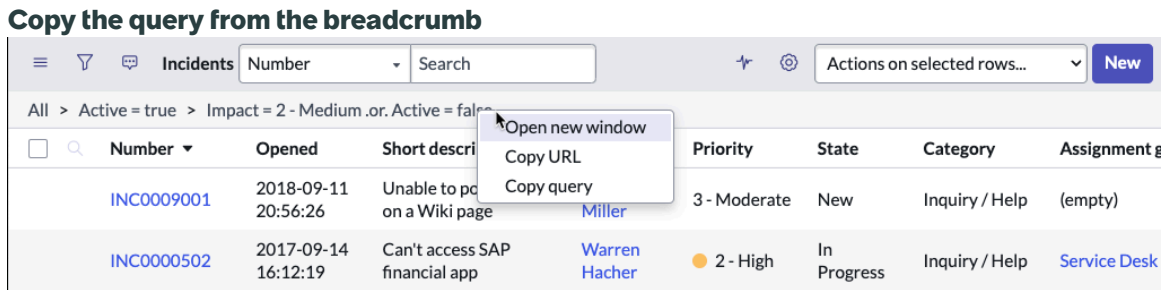 Copy the query from the breadcrumb
Incidents Number Search Actions on selected rows... New
All > Active = true > Impact = 2 - Medium .or. Active = false
Open new window
Copy URL
Copy query
Number Opened Short descri Priority State Category Assignment g
INC0009001 2018-09-11 20:56:26 Unable to po on a Wiki page Miller 3 - Moderate New Inquiry / Help (empty)
INC0000502 2017-09-14 16:12:19 Can't access SAP financial app Warren Hacher 2 - High In Progress Inquiry / Help Service Desk